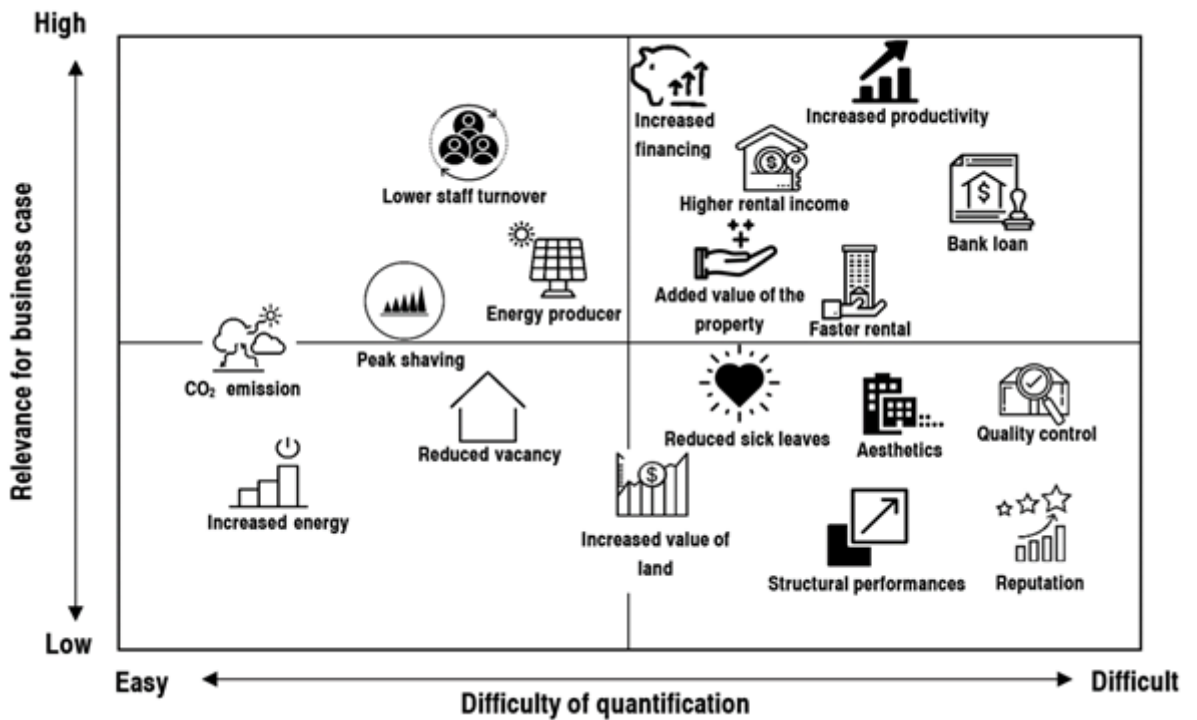 High
Increased
financing
Increased productivity
Lower staff turnover
Higher rental income
Bank loan
Energy producer
Added value of the
property
Faster rental
Peak shaving
CO₂ emission
Reduced vacancy
Reduced sick leaves
Aesthetics
Quality control
Increased energy
Increased value of
land
Structural performances
Reputation
Relevance for business case
Low
Easy
Difficulty of quantification
Difficult